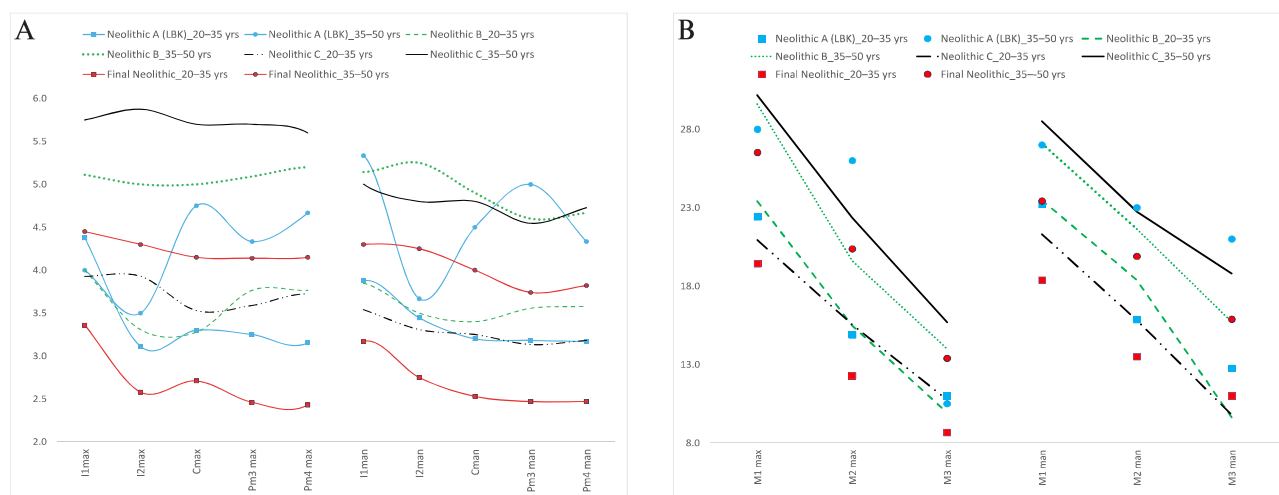 A
Neolithic A (LBK)_20–35 yrs Neolithic A (LBK)_35–50 yrs Neolithic B_20–35 yrs
Neolithic B_35–50 yrs Neolithic C_20–35 yrs Neolithic C_35–50 yrs
Final Neolithic_20–35 yrs Final Neolithic_35–50 yrs
6.0
5.5
5.0
4.5
4.0
3.5
3.0
2.5
2.0
I1max I2max Cmax Pm3 max Pm4 max I1man I2man Cman Pm3 man Pm4 man
B
Neolithic A (LBK)_20–35 yrs Neolithic A (LBK)_35–50 yrs Neolithic B_20–35 yrs
Neolithic B_35–50 yrs Neolithic C_20–35 yrs Neolithic C_35–50 yrs
Final Neolithic_20–35 yrs Final Neolithic_35–-50 yrs
28.0
23.0
18.0
13.0
8.0
M1 max M2 max M3 max M1 man M2 man M3 man